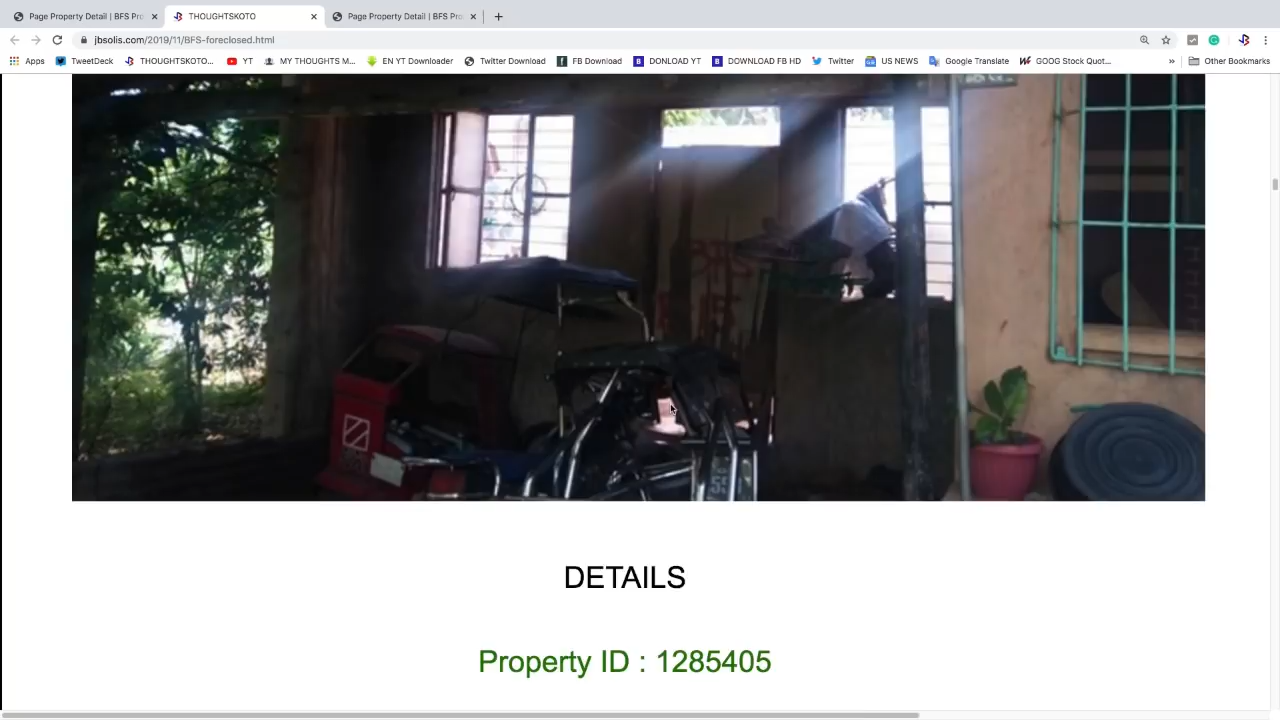 Page Property Detail | BFS Pro
THOUGHTSKOTO
Page Property Detail | BFS Pro
jbsolis.com/2019/11/BFS-foreclosed.html
Apps
TweetDeck
THOUGHTSKOTO...
YT
MY THOUGHTS M...
EN YT Downloader
Twitter Download
FB Download
DONLOAD YT
DOWNLOAD FB HD
Twitter
US NEWS
Google Translate
GOOG Stock Quot...
»
Other Bookmarks
DETAILS
Property ID : 1285405